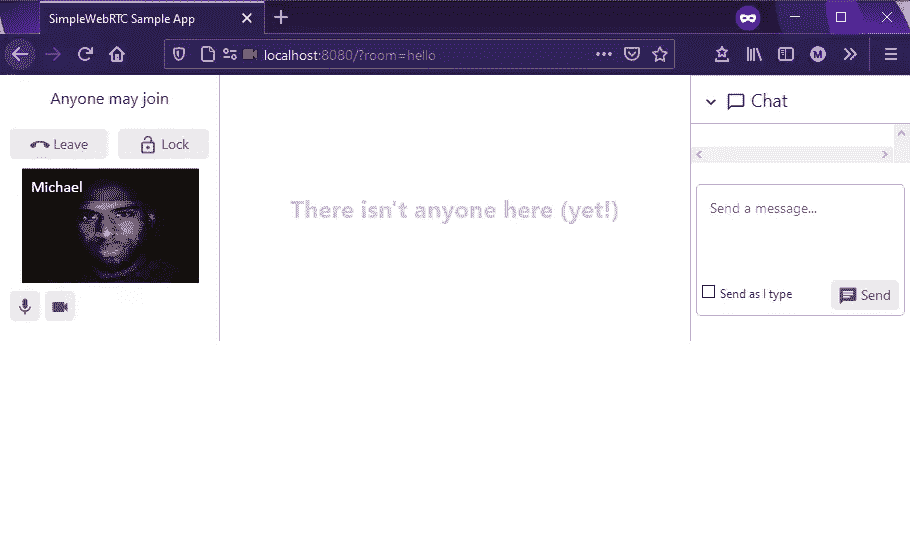 SimpleWebRTC Sample App
localhost:8080/?room=hello
M
Anyone may join
Leave
Lock
Michael
There isn't anyone here (yet!)
Chat
Send a message...
Send as I type
Send